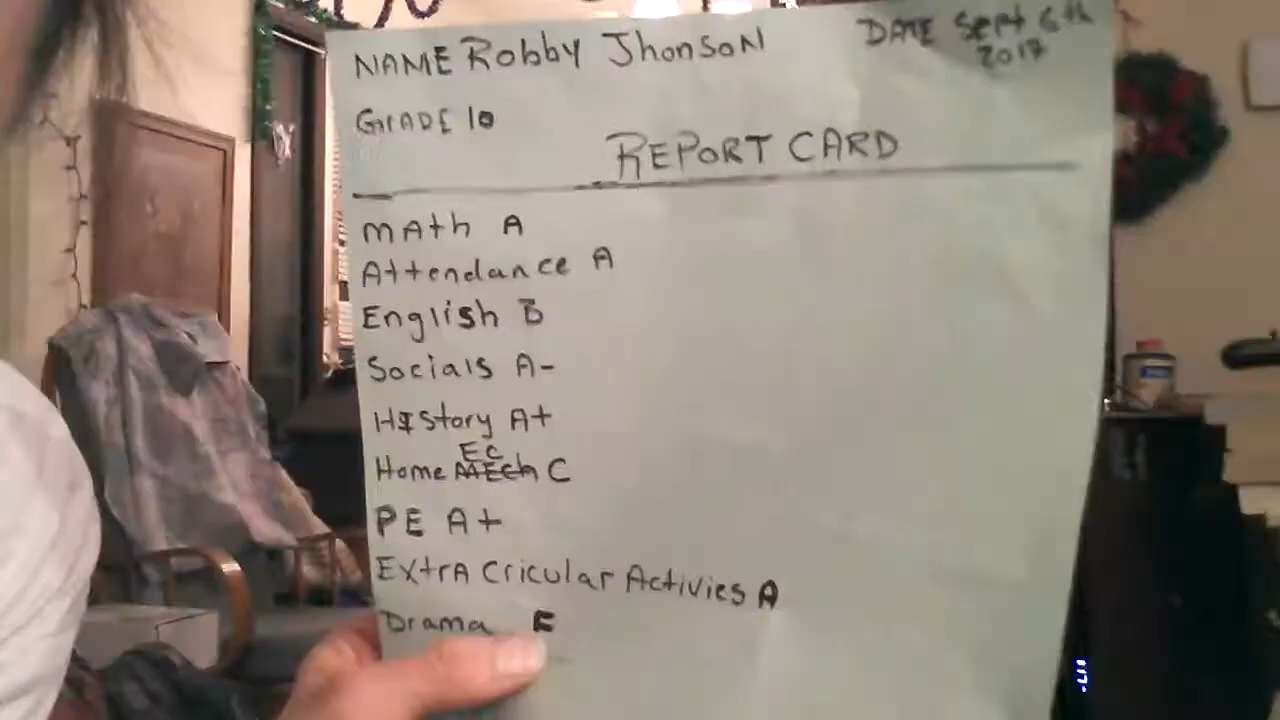 NAME Robby JhonsoN
DATE Sept 6th
2017
GrADE 10
REPORT CARD
MAth A
Attendance A
English B
Socials A-
HIstory A+
EC
Home MEch C
PE A+
ExtrA Cricular Activies A
Drama E